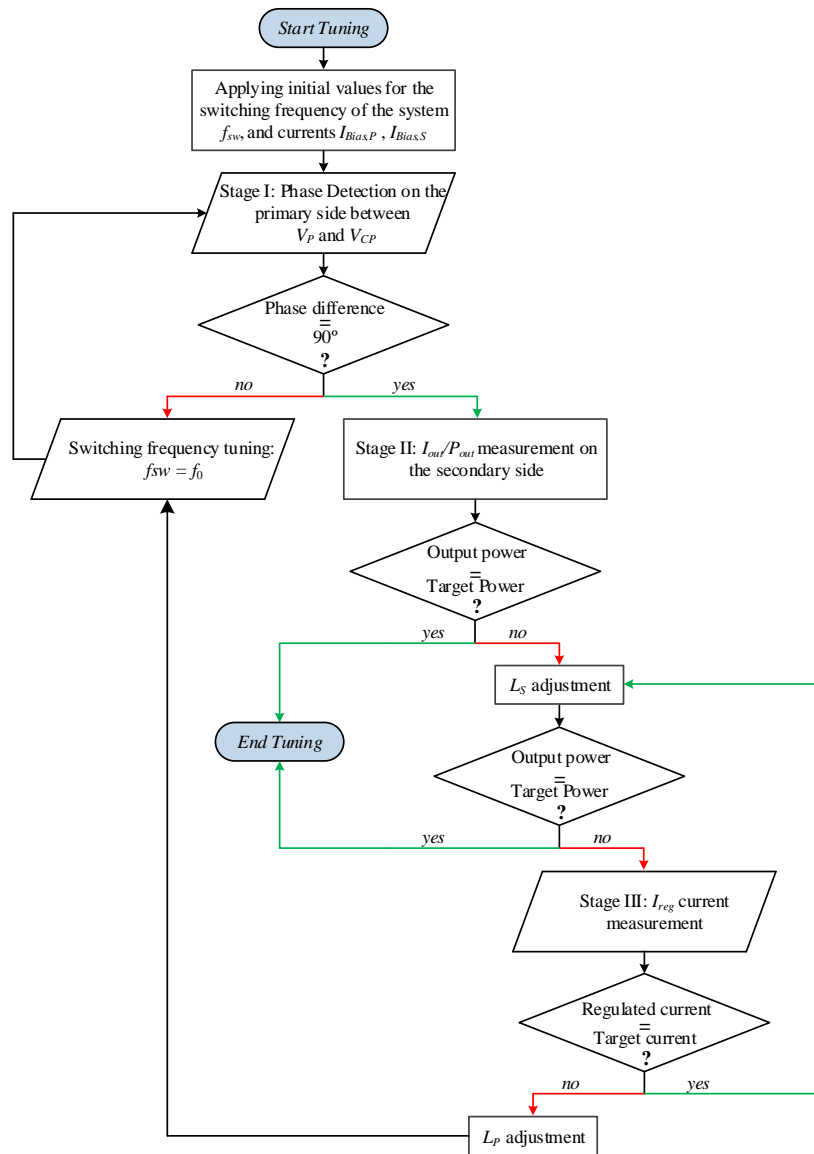 Start Tuning
Applying initial values for the
switching frequency of the system
fsw, and currents IBias,P , IBias,S
Stage I: Phase Detection on the
primary side between
VP and VCP
Phase difference
=
90º
?
no
yes
Switching frequency tuning:
fsw = f0
Stage II: Iout/Pout measurement on
the secondary side
Output power
=
Target Power
?
yes
no
LS adjustment
End Tuning
Output power
=
Target Power
?
yes
no
Stage III: Ireg current
measurement
Regulated current
=
Target current
?
no
yes
LP adjustment